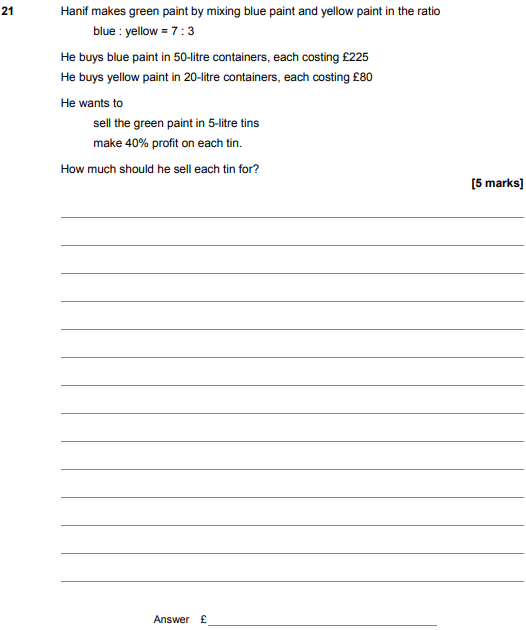 21 Hanif makes green paint by mixing blue paint and yellow paint in the ratio
blue : yellow = 7 : 3
He buys blue paint in 50-litre containers, each costing £225
He buys yellow paint in 20-litre containers, each costing £80
He wants to
sell the green paint in 5-litre tins
make 40% profit on each tin.
How much should he sell each tin for?
[5 marks]
Answer £